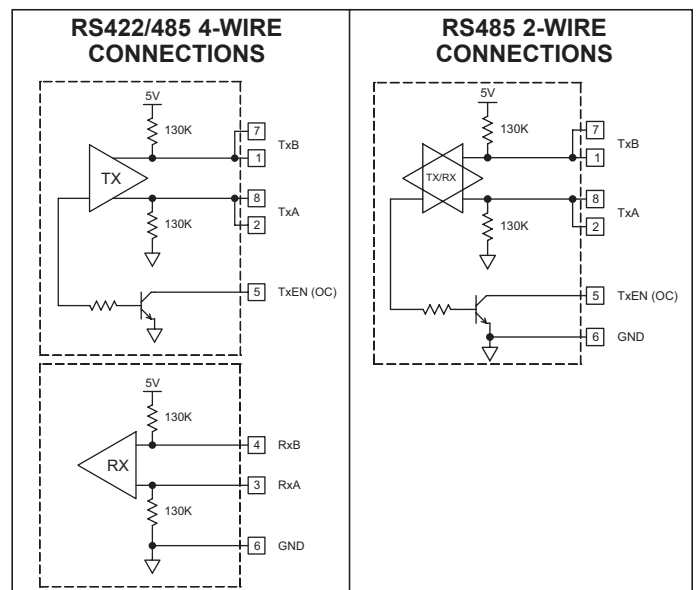 RS422/485 4-WIRE
CONNECTIONS
5V
130K
7
TxB
1
TX
8
TxA
130K
2
5
TxEN (OC)
5V
130K
4
RxB
RX
3
RxA
130K
6
GND
RS485 2-WIRE
CONNECTIONS
5V
130K
7
TxB
1
TX/RX
8
TxA
130K
2
5
TxEN (OC)
6
GND